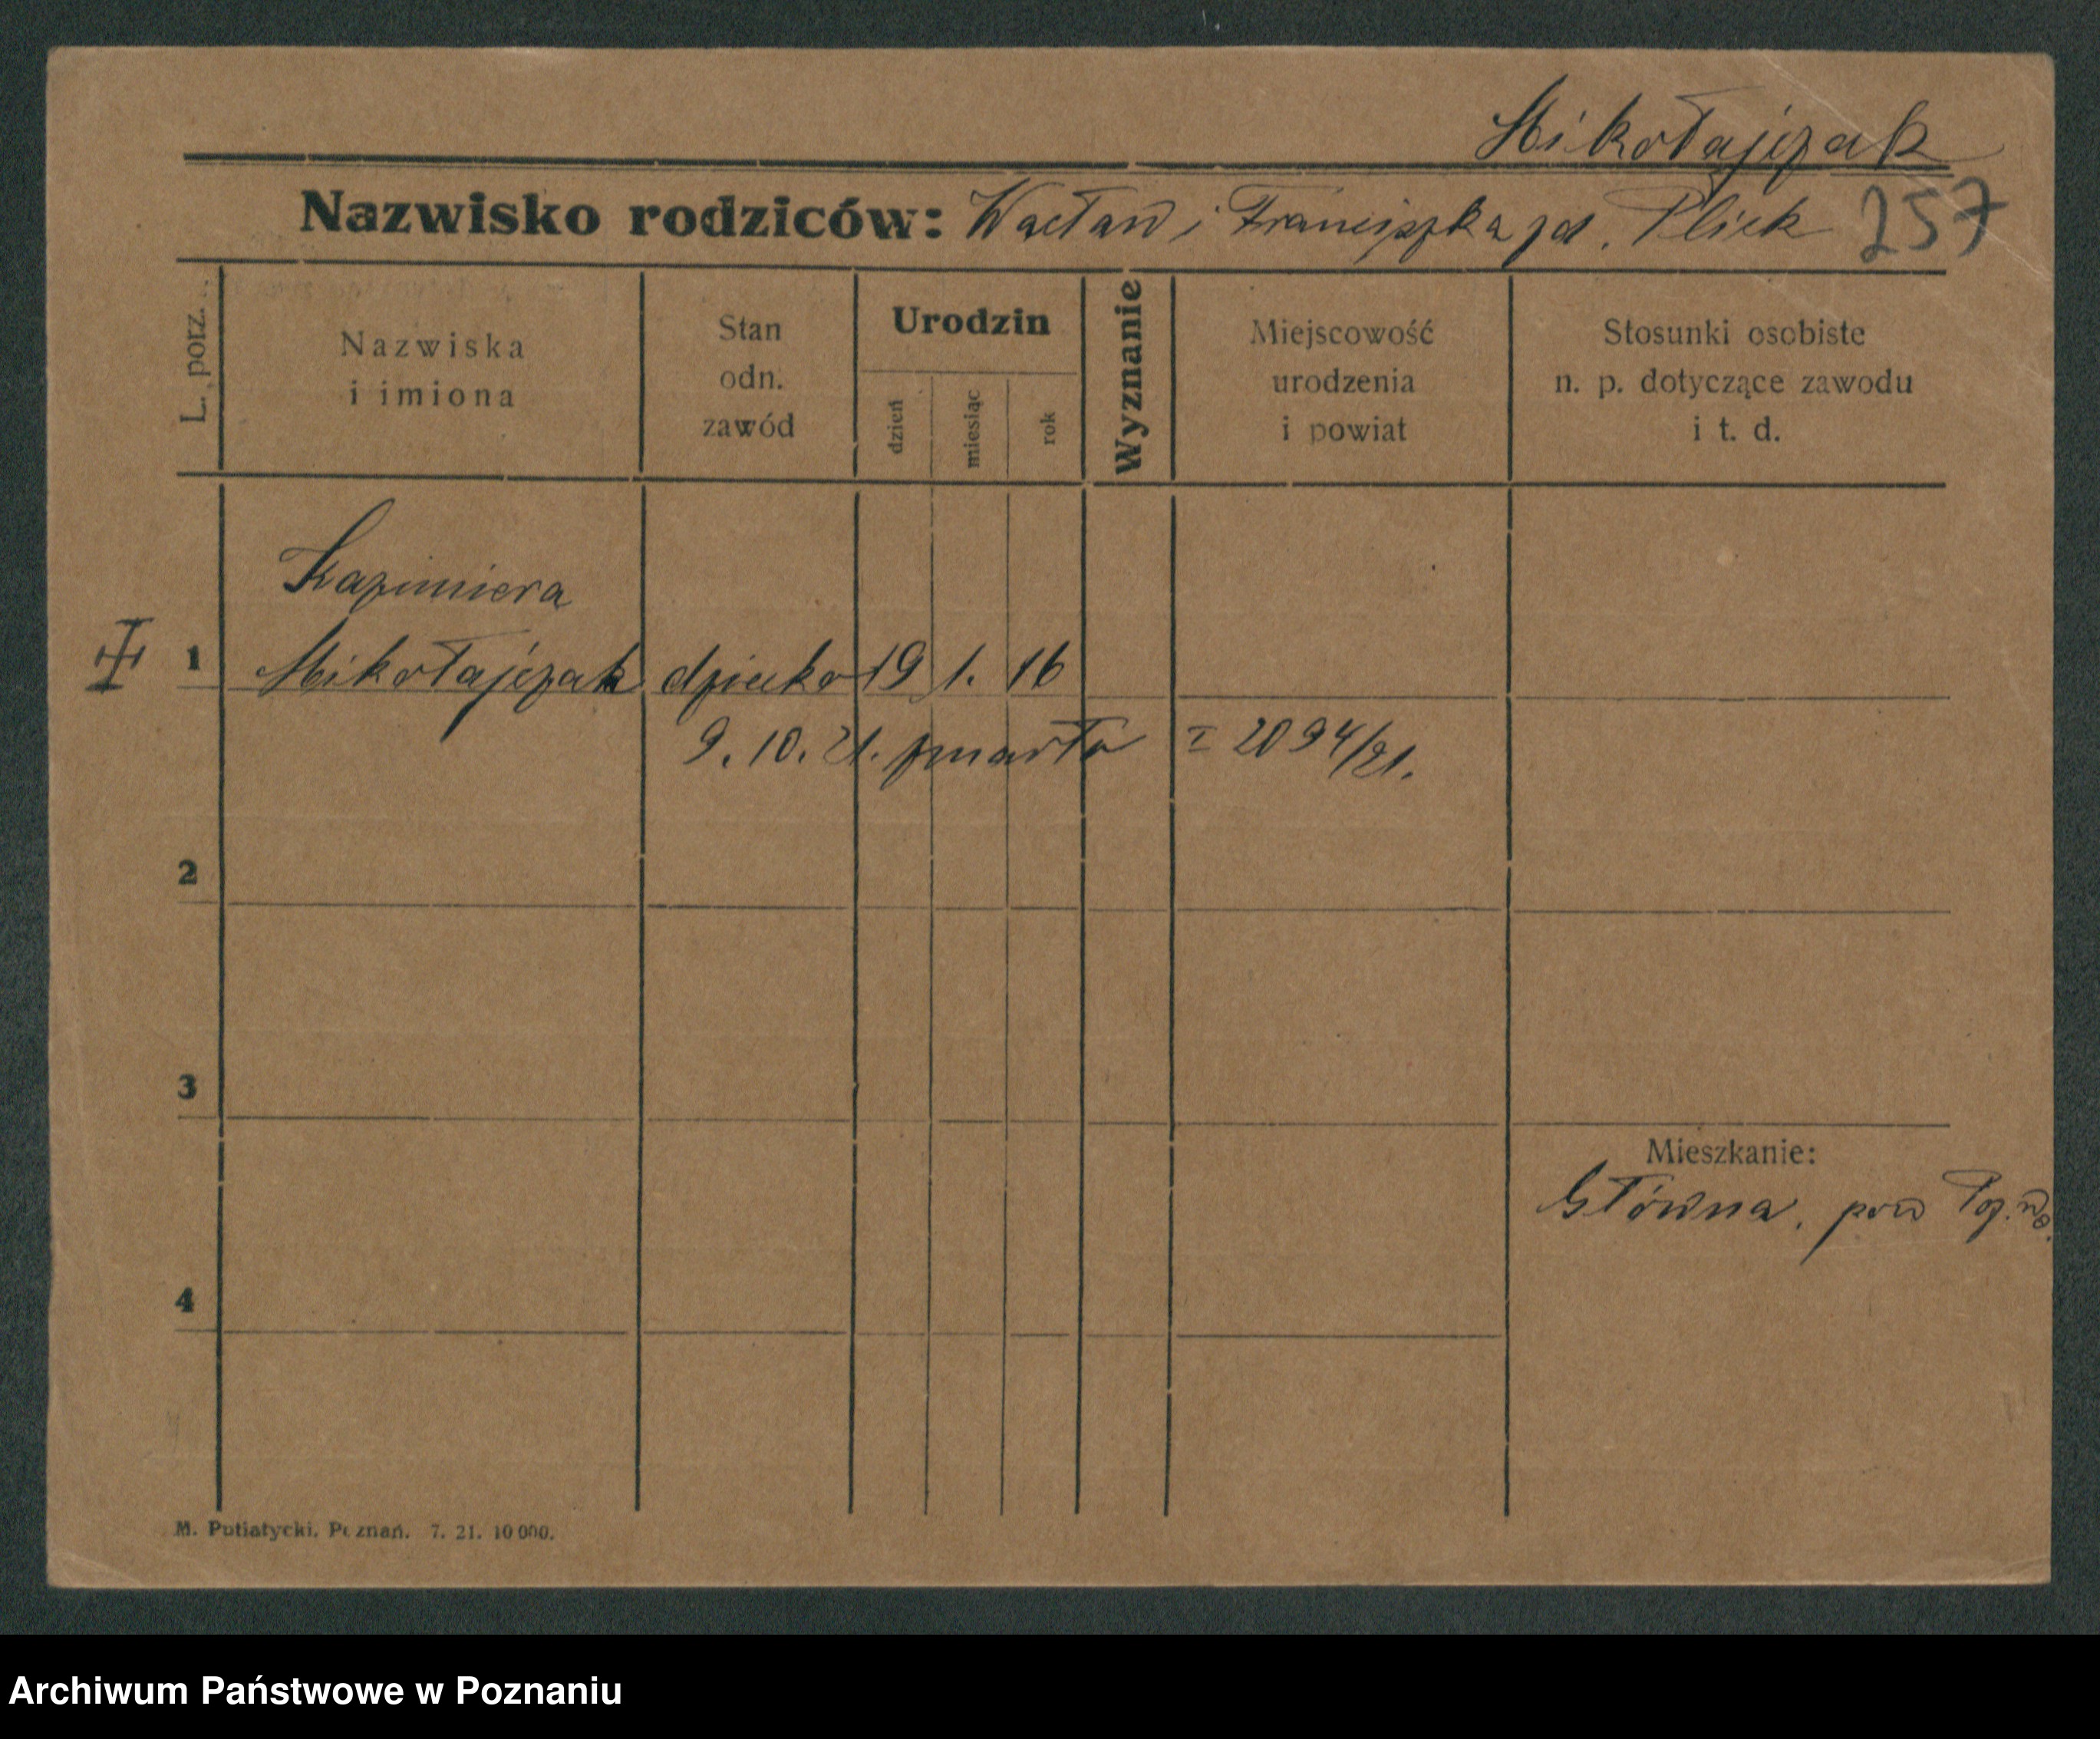 Mikołajczak
Nazwisko rodziców: Wacław i Franciszka zd. Plick 257
L. porz.
Nazwiska
i imiona
Stan
odn.
zawód
Urodzin
dzień
miesiąc
rok
Wyznanie
Miejscowość
urodzenia
i powiat
Stosunki osobiste
n. p. dotyczące zawodu
i t. d.
Kazimiera
1 Mikołajczak dziecko 19 1. 16
9. 10. 21. zmarła I 2094/21.
2
3
Mieszkanie:
Główna, pow
4
M. Putiatycki. Poznań. 7. 21. 10 000.
Archiwum Państwowe w Poznaniu